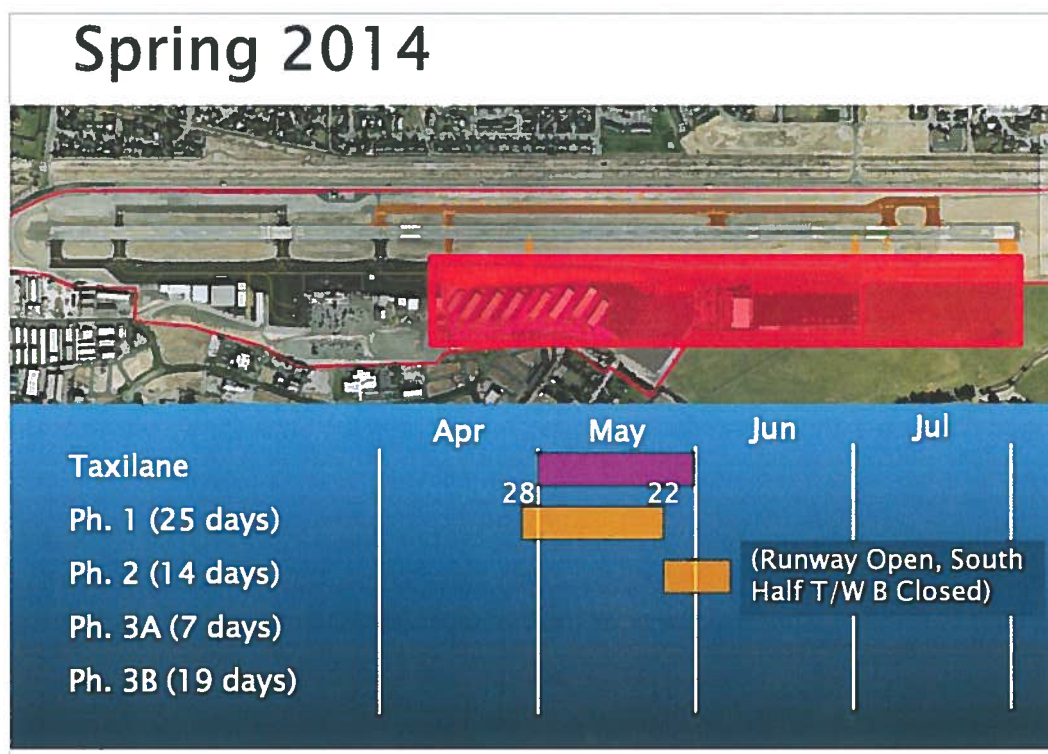 Spring 2014
Apr May Jun Jul
Taxilane
28 22
Ph. 1 (25 days)
Ph. 2 (14 days)
(Runway Open, South
Half T/W B Closed)
Ph. 3A (7 days)
Ph. 3B (19 days)